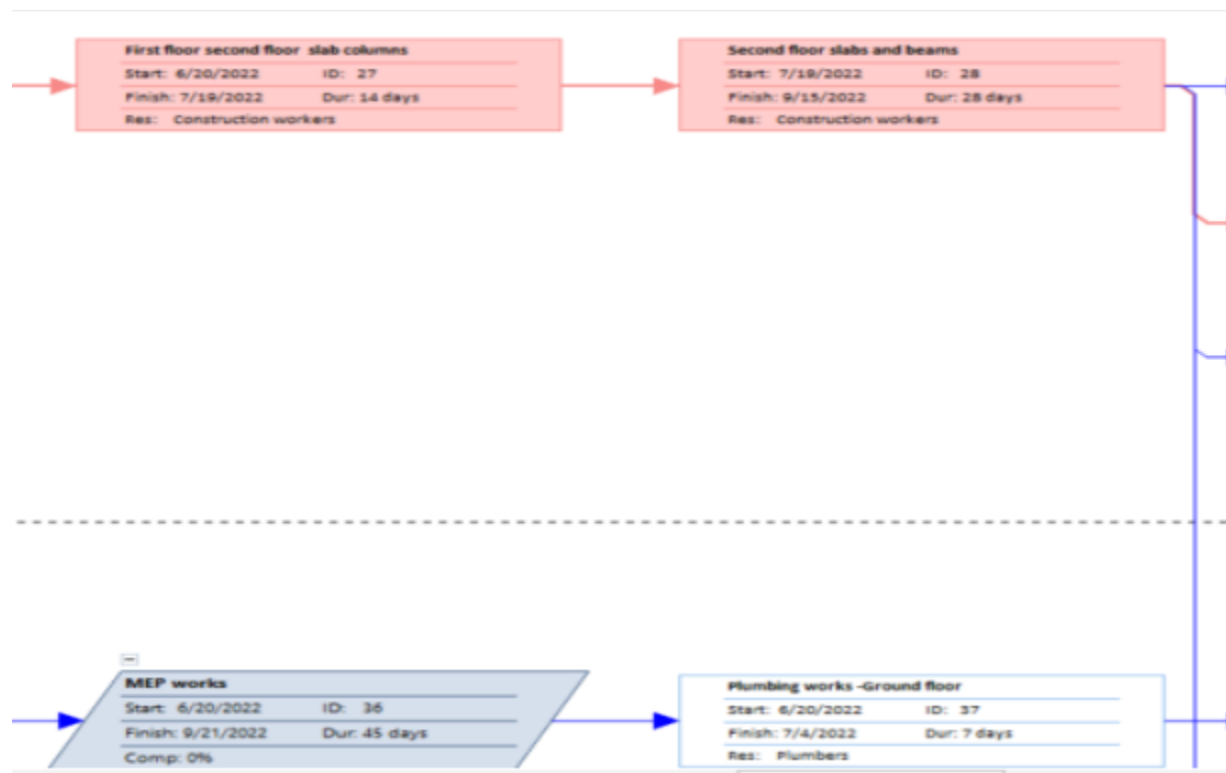 First floor second floor slab columns
Start: 6/20/2022 ID: 27
Finish: 7/19/2022 Dur: 14 days
Res: Construction workers
Second floor slabs and beams
Start: 7/19/2022 ID: 28
Finish: 9/15/2022 Dur: 28 days
Res: Construction workers
MEP works
Start: 6/20/2022 ID: 36
Finish: 9/21/2022 Dur: 45 days
Comp: 0%
Plumbing works -Ground floor
Start: 6/20/2022 ID: 37
Finish: 7/4/2022 Dur: 7 days
Res: Plumbers